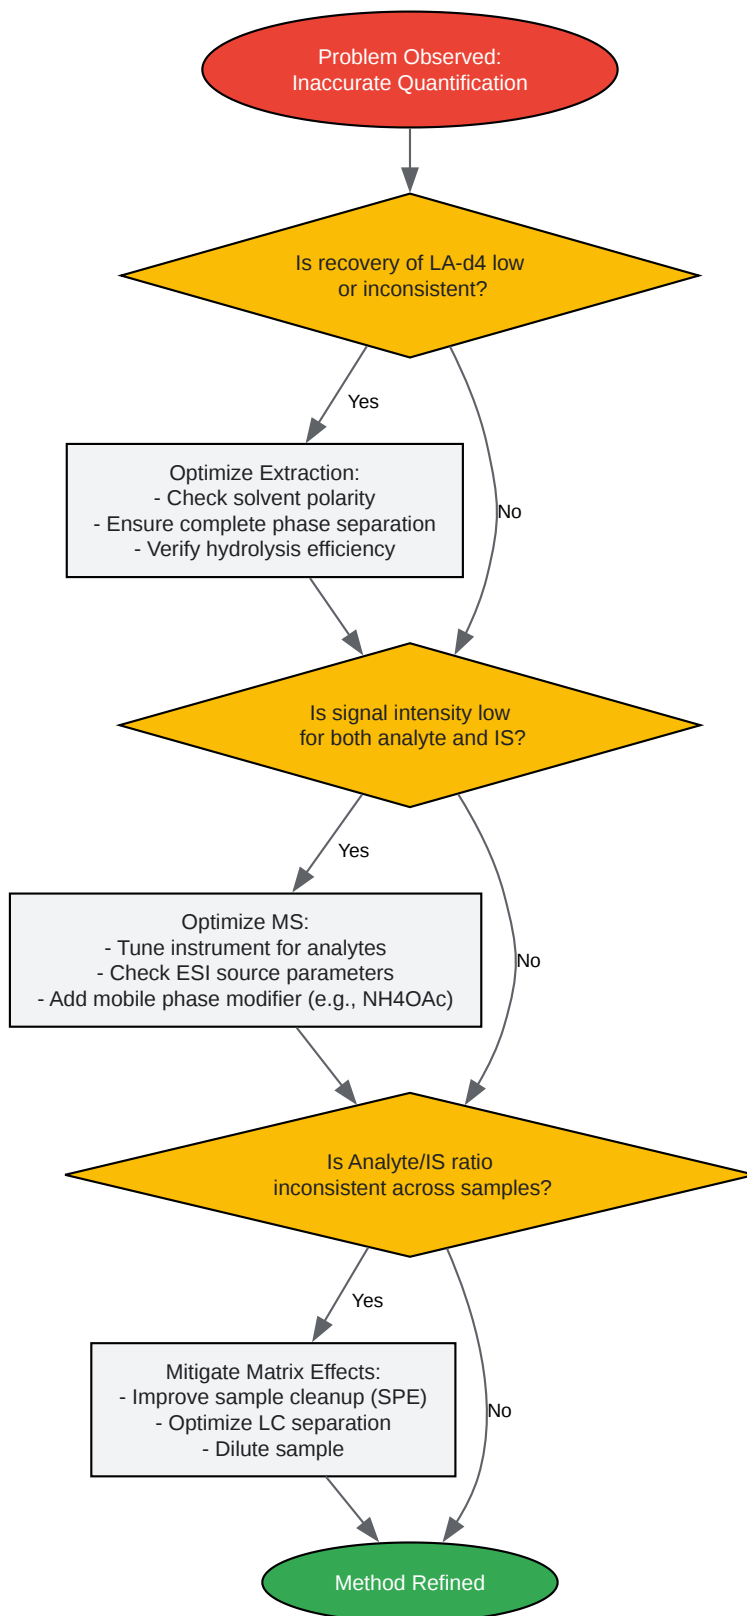 Problem Observed:
Inaccurate Quantification
Is recovery of LA-d4 low
or inconsistent?
Yes
No
Optimize Extraction:
- Check solvent polarity
- Ensure complete phase separation
- Verify hydrolysis efficiency
Is signal intensity low
for both analyte and IS?
Yes
No
Optimize MS:
- Tune instrument for analytes
- Check ESI source parameters
- Add mobile phase modifier (e.g., NH4OAc)
Is Analyte/IS ratio
inconsistent across samples?
Yes
No
Mitigate Matrix Effects:
- Improve sample cleanup (SPE)
- Optimize LC separation
- Dilute sample
Method Refined